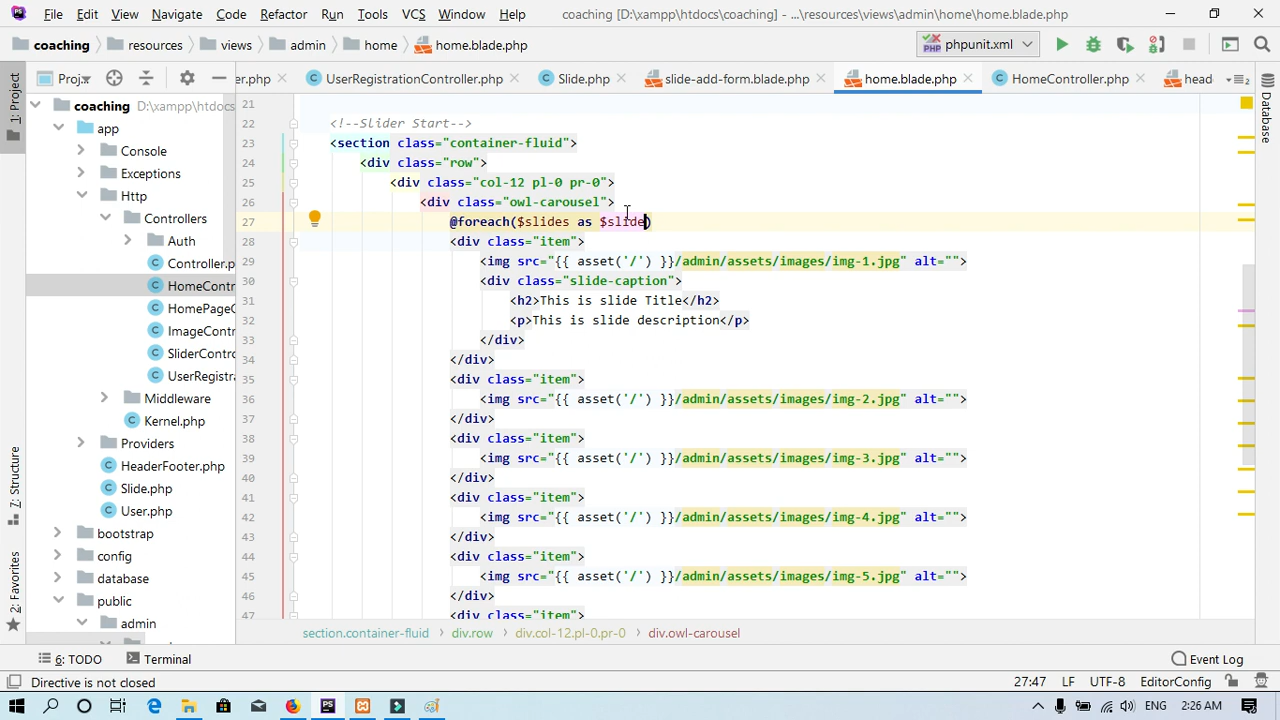 File Edit View Navigate Code Refactor Run Tools VCS Window Help coaching [D:\xampp\htdocs\coaching] - ...\resources\views\admin\home\home.blade.php
coaching resources views admin home home.blade.php phpunit.xml
Proj er.php UserRegistrationController.php Slide.php slide-add-form.blade.php home.blade.php HomeController.php head
1: Project
7: Structure
2: Favorites
Database
coaching D:\xampp\htdocs
app
Console
Exceptions
Http
Controllers
Auth
Controller.p
HomeContr
HomePageC
ImageContr
SliderContro
UserRegistra
Middleware
Kernel.php
Providers
HeaderFooter.php
Slide.php
User.php
bootstrap
config
database
public
admin
21
22 <!--Slider Start-->
23 <section class="container-fluid">
24 <div class="row">
25 <div class="col-12 pl-0 pr-0">
26 <div class="owl-carousel">
27 @foreach($slides as $slide)
28 <div class="item">
29 <img src="{{ asset('/') }}/admin/assets/images/img-1.jpg" alt="">
30 <div class="slide-caption">
31 <h2>This is slide Title</h2>
32 <p>This is slide description</p>
33 </div>
34 </div>
35 <div class="item">
36 <img src="{{ asset('/') }}/admin/assets/images/img-2.jpg" alt="">
37 </div>
38 <div class="item">
39 <img src="{{ asset('/') }}/admin/assets/images/img-3.jpg" alt="">
40 </div>
41 <div class="item">
42 <img src="{{ asset('/') }}/admin/assets/images/img-4.jpg" alt="">
43 </div>
44 <div class="item">
45 <img src="{{ asset('/') }}/admin/assets/images/img-5.jpg" alt="">
46 </div>
47 <div class="item">
section.container-fluid div.row div.col-12.pl-0.pr-0 div.owl-carousel
6: TODO Terminal Event Log
Directive is not closed 27:47 LF UTF-8 EditorConfig
ENG 2:26 AM